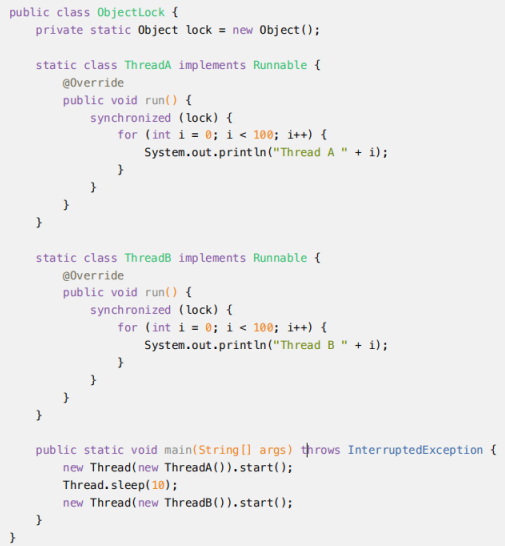 public class ObjectLock {
    private static Object lock = new Object();

    static class ThreadA implements Runnable {
        @Override
        public void run() {
            synchronized (lock) {
                for (int i = 0; i < 100; i++) {
                    System.out.println("Thread A " + i);
                }
            }
        }
    }

    static class ThreadB implements Runnable {
        @Override
        public void run() {
            synchronized (lock) {
                for (int i = 0; i < 100; i++) {
                    System.out.println("Thread B " + i);
                }
            }
        }
    }

    public static void main(String[] args) throws InterruptedException {
        new Thread(new ThreadA()).start();
        Thread.sleep(10);
        new Thread(new ThreadB()).start();
    }
}